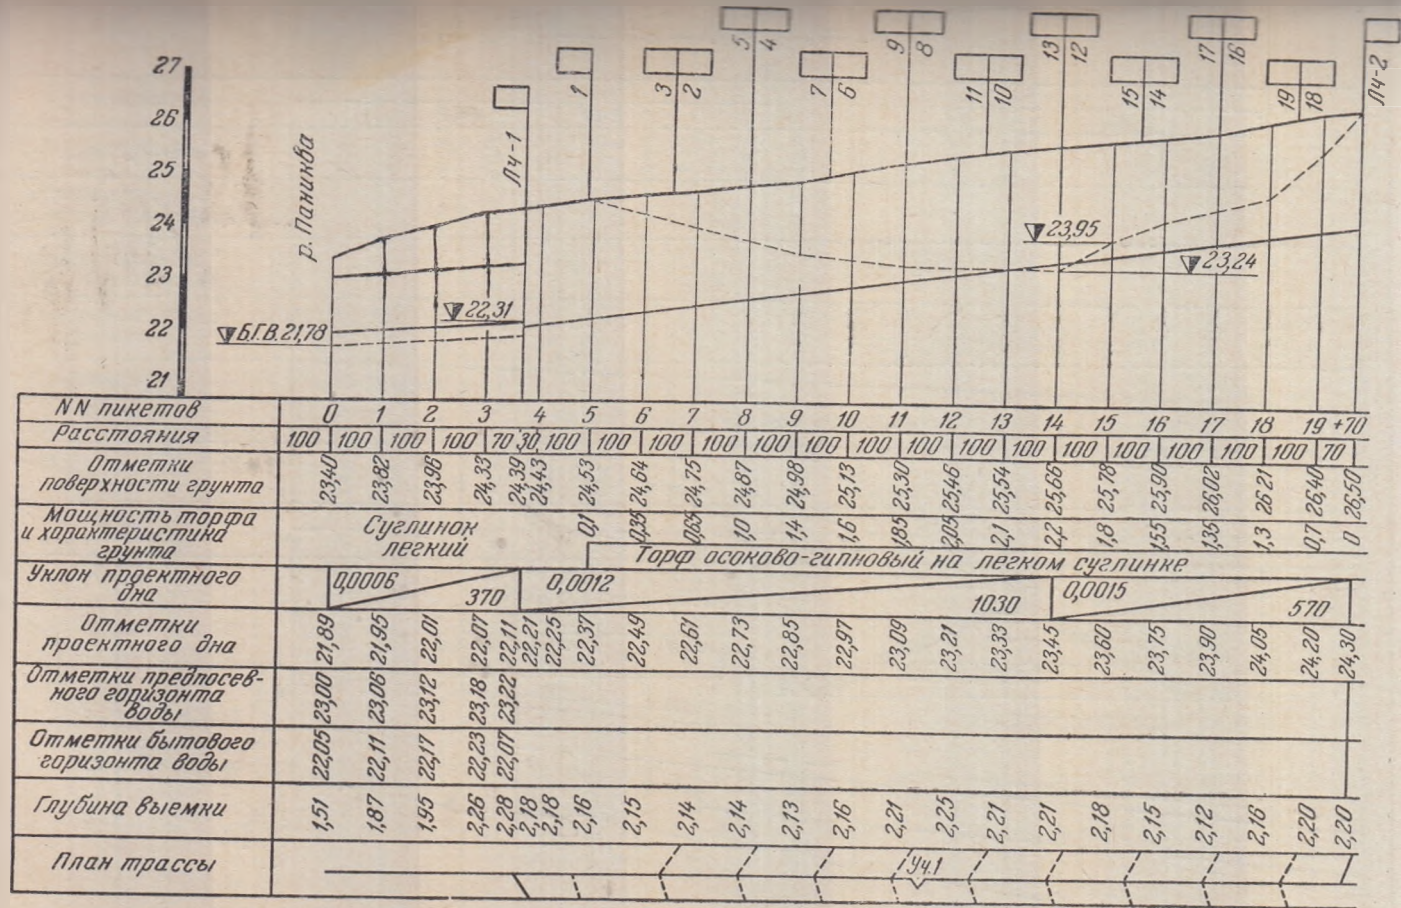 5 4
9 8
13 12
17 16
1
3 2
7 6
11 10
15 14
19 18
Лч-2
Лч-1
р. Паниква
27
26
25
24
23
22
21
23,95
23,24
22,31
Б.Г.В. 21,78
NN пикетов 0 1 2 3 4 5 6 7 8 9 10 11 12 13 14 15 16 17 18 19 +70
Расстояния 100 100 100 100 70 30 100 100 100 100 100 100 100 100 100 100 100 100 100 100 100 70
Отметки
поверхности грунта 23,40 23,82 23,96 24,33 24,39 24,43 24,53 24,64 24,75 24,87 24,98 25,13 25,30 25,46 25,54 25,66 25,78 25,90 26,02 26,21 26,40 26,50
Мощность торфа
и характеристика
грунта
Суглинок
легкий
0,1 0,35 0,65 1,0 1,4 1,6 1,85 2,05 2,1 2,2 1,8 1,55 1,35 1,3 0,7 0
Торф осоково-гипновый на легком суглинке
Уклон проектного
дна
0,0006 370 0,0012 1030 0,0015 570
Отметки
проектного дна 21,89 21,95 22,01 22,07 22,11 22,21 22,25 22,37 22,49 22,61 22,73 22,85 22,97 23,09 23,21 23,33 23,45 23,60 23,75 23,90 24,05 24,20 24,30
Отметки предпосев-
ного горизонта
воды 23,00 23,06 23,12 23,18 23,22
Отметки бытового
горизонта воды 22,05 22,11 22,17 22,23 22,07
Глубина выемки 1,51 1,87 1,95 2,26 2,28 2,18 2,18 2,16 2,15 2,14 2,14 2,13 2,16 2,21 2,25 2,21 2,21 2,18 2,15 2,12 2,16 2,20 2,20
План трассы Уч.1